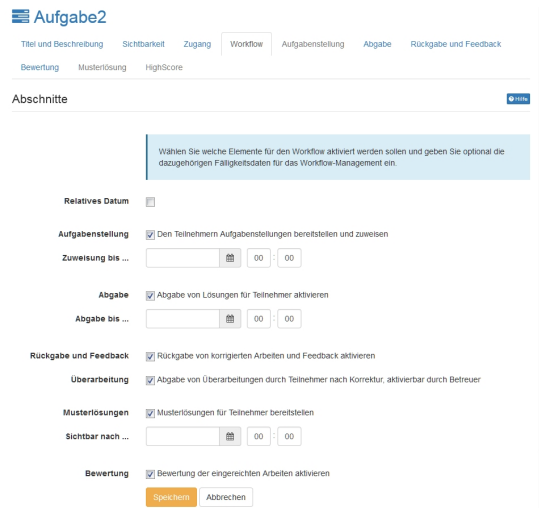 Aufgabe2
Titel und Beschreibung Sichtbarkeit Zugang Workflow Aufgabenstellung Abgabe Rückgabe und Feedback
Bewertung Musterlösung HighScore
Abschnitte Hilfe
Wählen Sie welche Elemente für den Workflow aktiviert werden sollen und geben Sie optional die
dazugehörigen Fälligkeitsdaten für das Workflow-Management ein.
Relatives Datum
Aufgabenstellung Den Teilnehmern Aufgabenstellungen bereitstellen und zuweisen
Zuweisung bis ... 00 : 00
Abgabe Abgabe von Lösungen für Teilnehmer aktivieren
Abgabe bis ... 00 : 00
Rückgabe und Feedback Rückgabe von korrigierten Arbeiten und Feedback aktivieren
Überarbeitung Abgabe von Überarbeitungen durch Teilnehmer nach Korrektur, aktivierbar durch Betreuer
Musterlösungen Musterlösungen für Teilnehmer bereitstellen
Sichtbar nach ... 00 : 00
Bewertung Bewertung der eingereichten Arbeiten aktivieren
Speichern Abbrechen